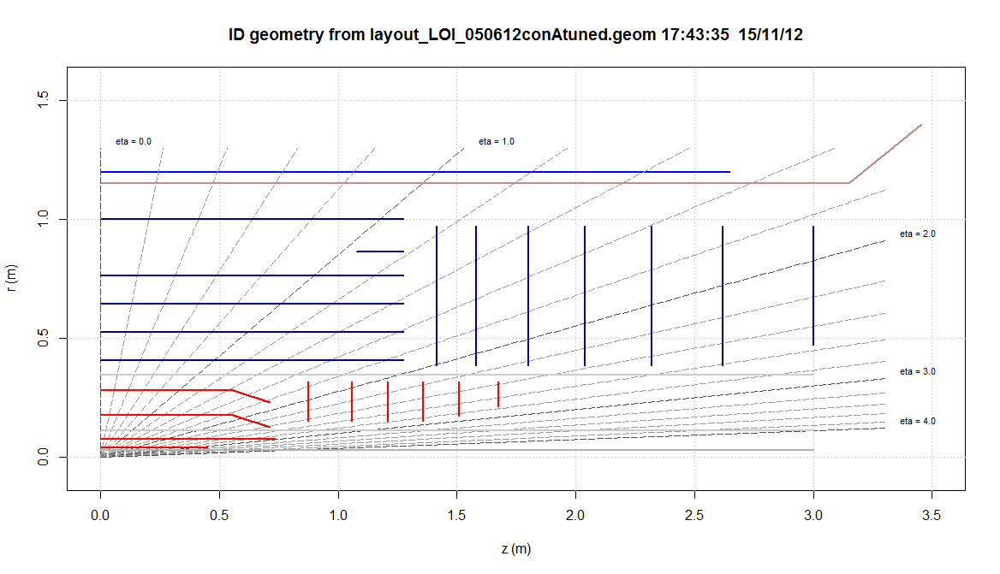 ID geometry from layout_LOI_050612conAtuned.geom 17:43:35  15/11/12
1.5
eta = 0.0
eta = 1.0
1.0
eta = 2.0
r (m)
0.5
eta = 3.0
eta = 4.0
0.0
0.0 0.5 1.0 1.5 2.0 2.5 3.0 3.5
z (m)